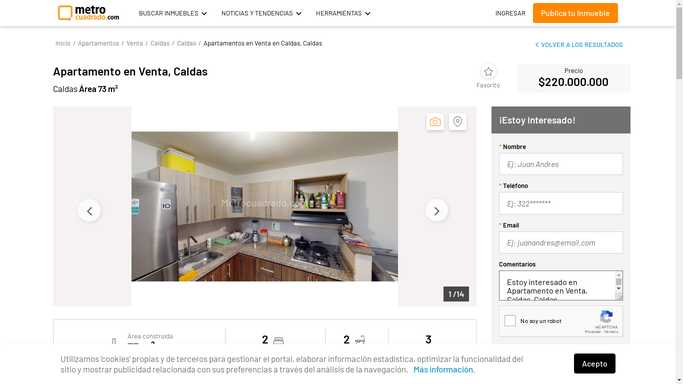 metro
cuadrado.com
BUSCAR INMUEBLES
NOTICIAS Y TENDENCIAS
HERRAMIENTAS
INGRESAR
Publica tu Inmueble
Inicio / Apartamentos / Venta / Caldas / Caldas / Apartamentos en Venta en Caldas, Caldas
VOLVER A LOS RESULTADOS
Apartamento en Venta, Caldas
Caldas Área 73 m²
Favorito
Precio
$220.000.000
Metrocuadrado.com
1 /14
¡Estoy Interesado!
* Nombre
Ej: Juan Andres
* Teléfono
Ej: 322*******
* Email
Ej: juanandres@email.com
Comentarios
Estoy interesado en
Apartamento en Venta,
Caldas, Caldas
No soy un robot
reCAPTCHA
Privacidad - Términos
Área construida
2
2
3
Utilizamos 'cookies' propias y de terceros para gestionar el portal, elaborar información estadística, optimizar la funcionalidad del
sitio y mostrar publicidad relacionada con sus preferencias a través del análisis de la navegación. Más información.
Acepto